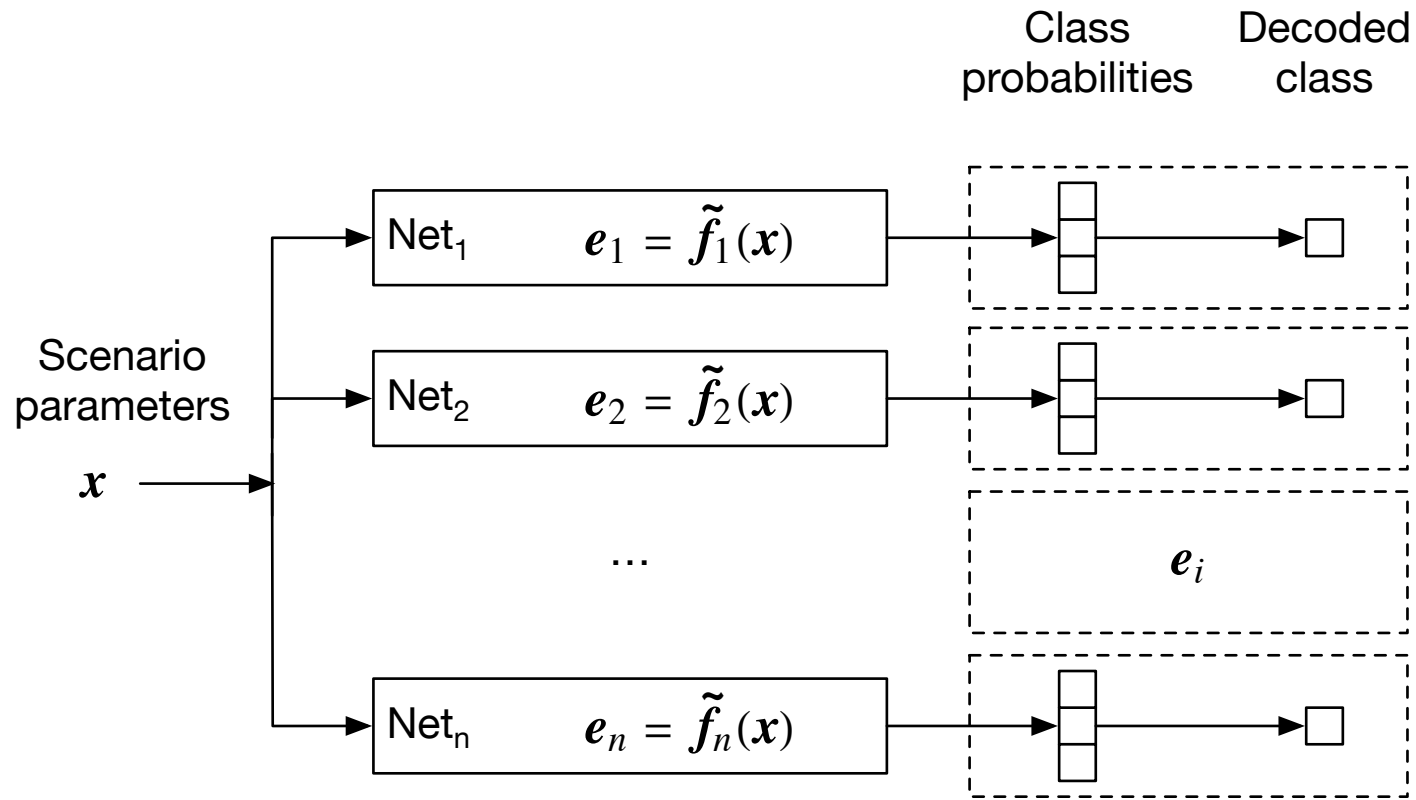 Class probabilities
Decoded class
Net₁ 𝒆₁ = 𝒇̃₁(𝒙)
Scenario parameters
Net₂ 𝒆₂ = 𝒇̃₂(𝒙)
𝒙
...
𝒆ᵢ
Netₙ 𝒆ₙ = 𝒇̃ₙ(𝒙)